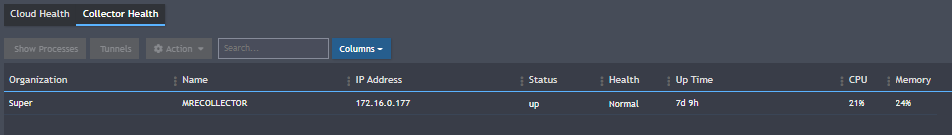 Cloud Health Collector Health
Show Processes Tunnels Action Search... Columns
Organization Name IP Address Status Health Up Time CPU Memory
Super MRECOLLECTOR 172.16.0.177 up Normal 7d 9h 21% 24%